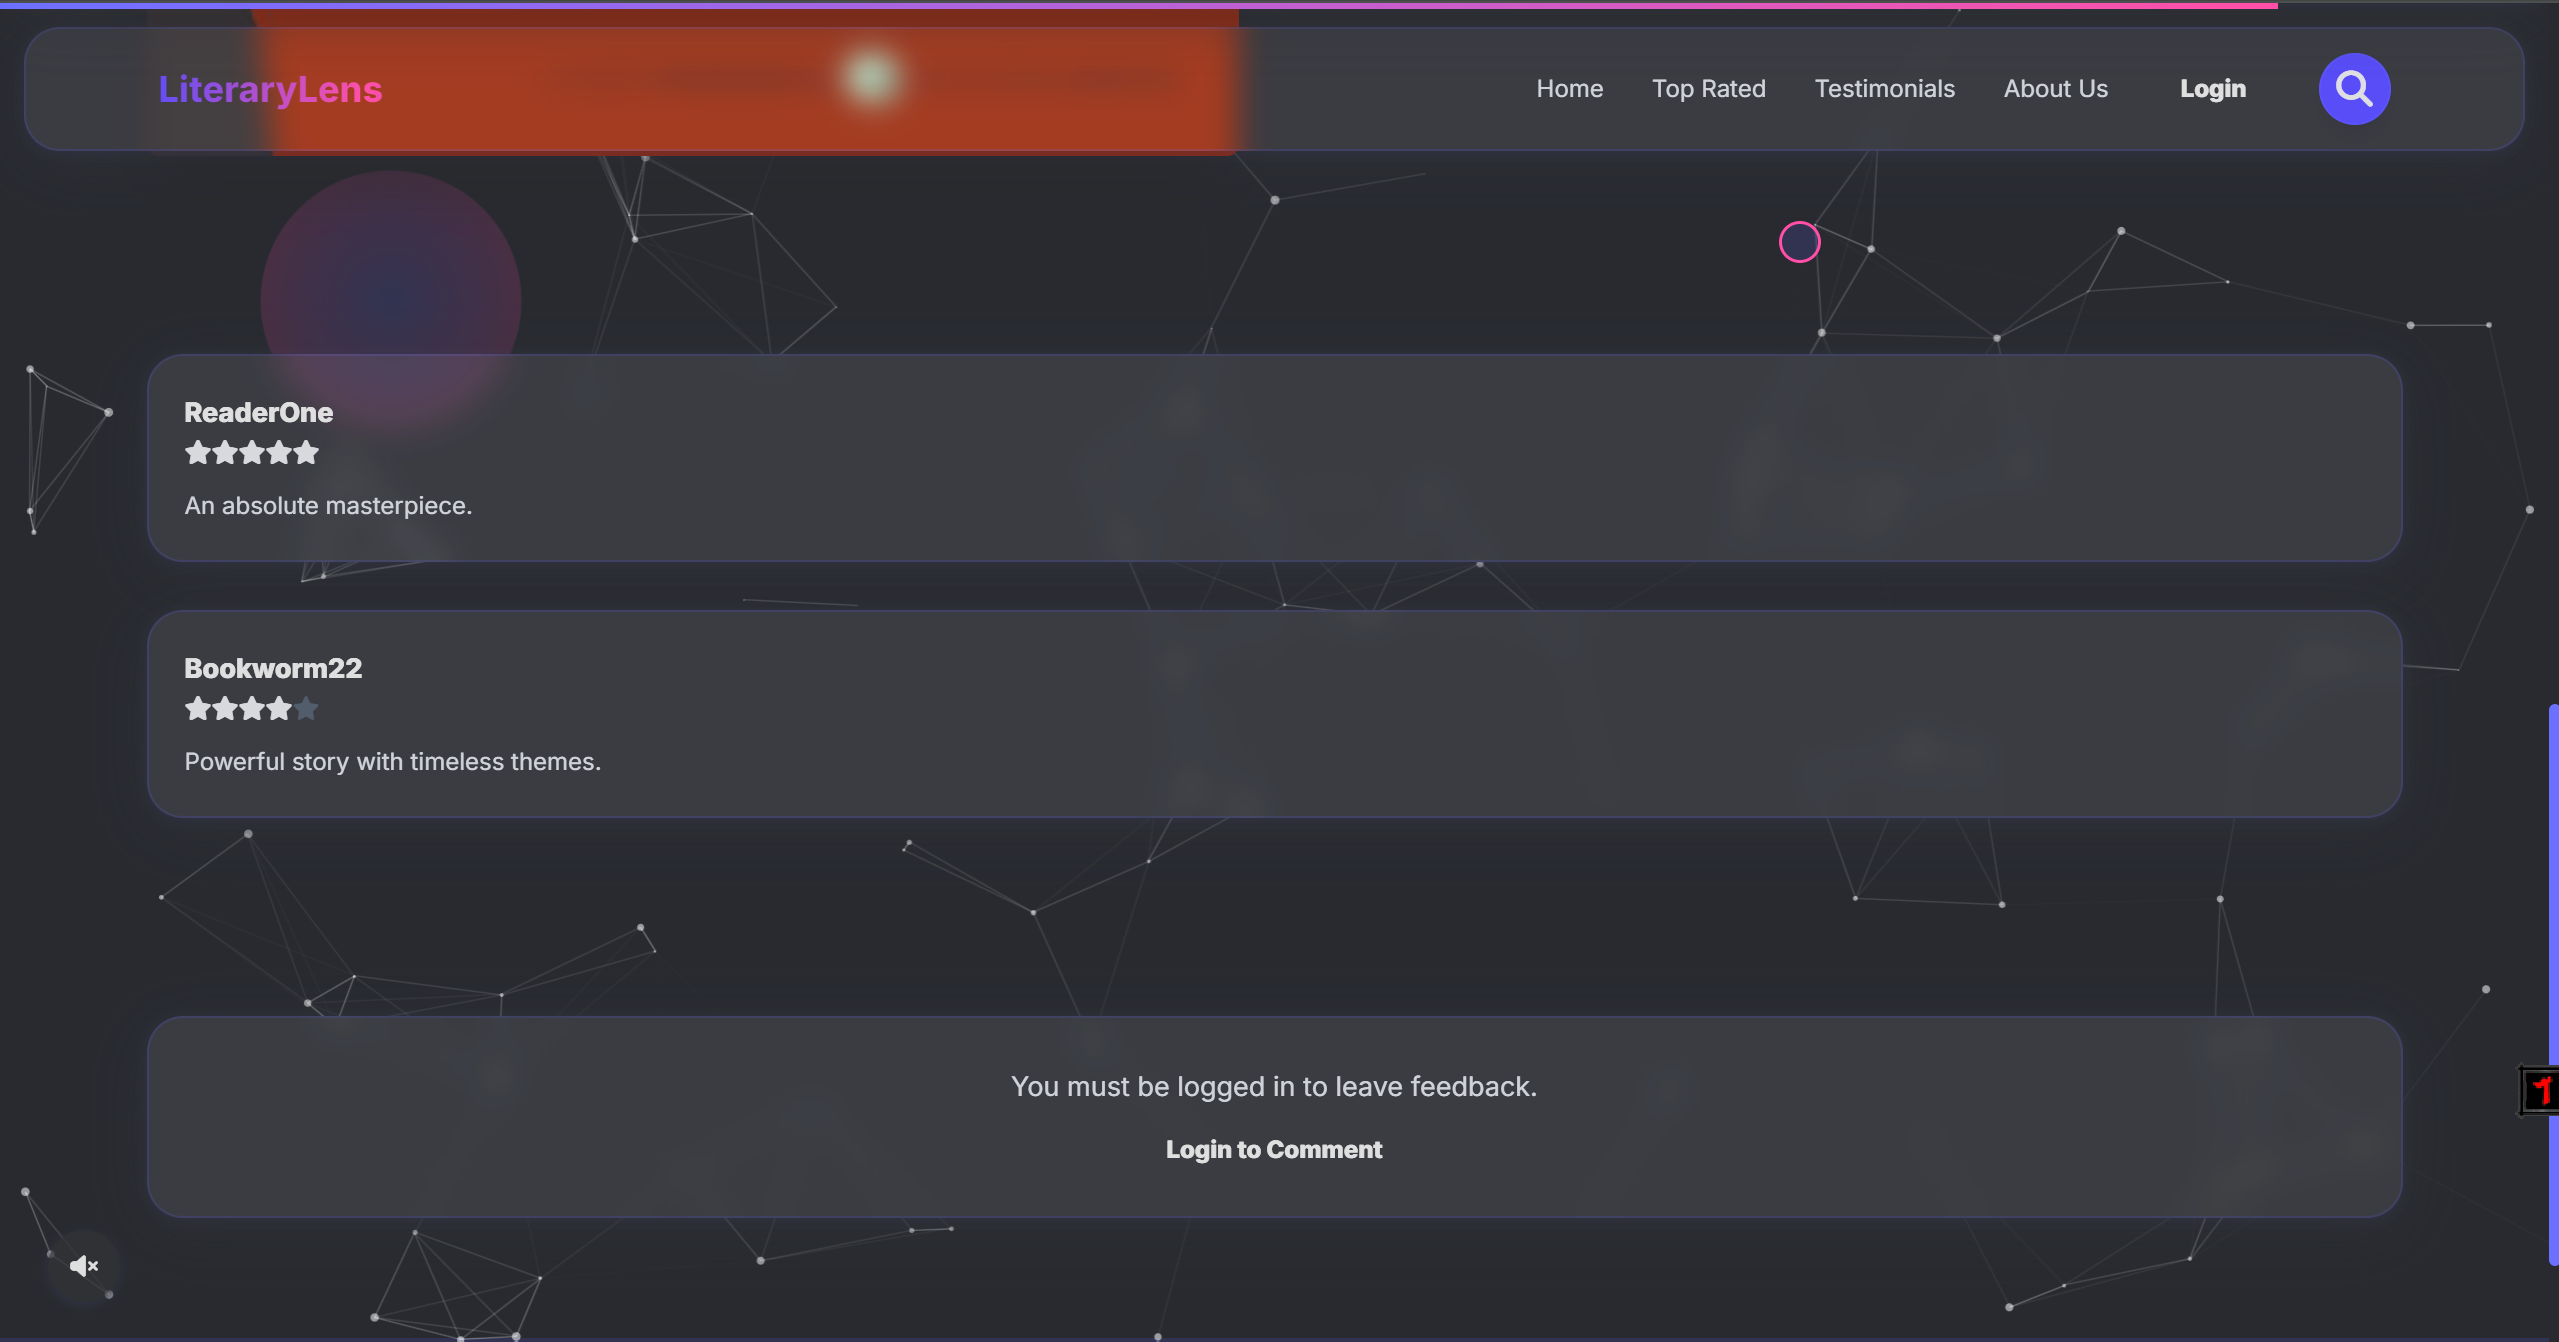 LiteraryLens
Home Top Rated Testimonials About Us Login
ReaderOne
An absolute masterpiece.
Bookworm22
Powerful story with timeless themes.
You must be logged in to leave feedback.
Login to Comment